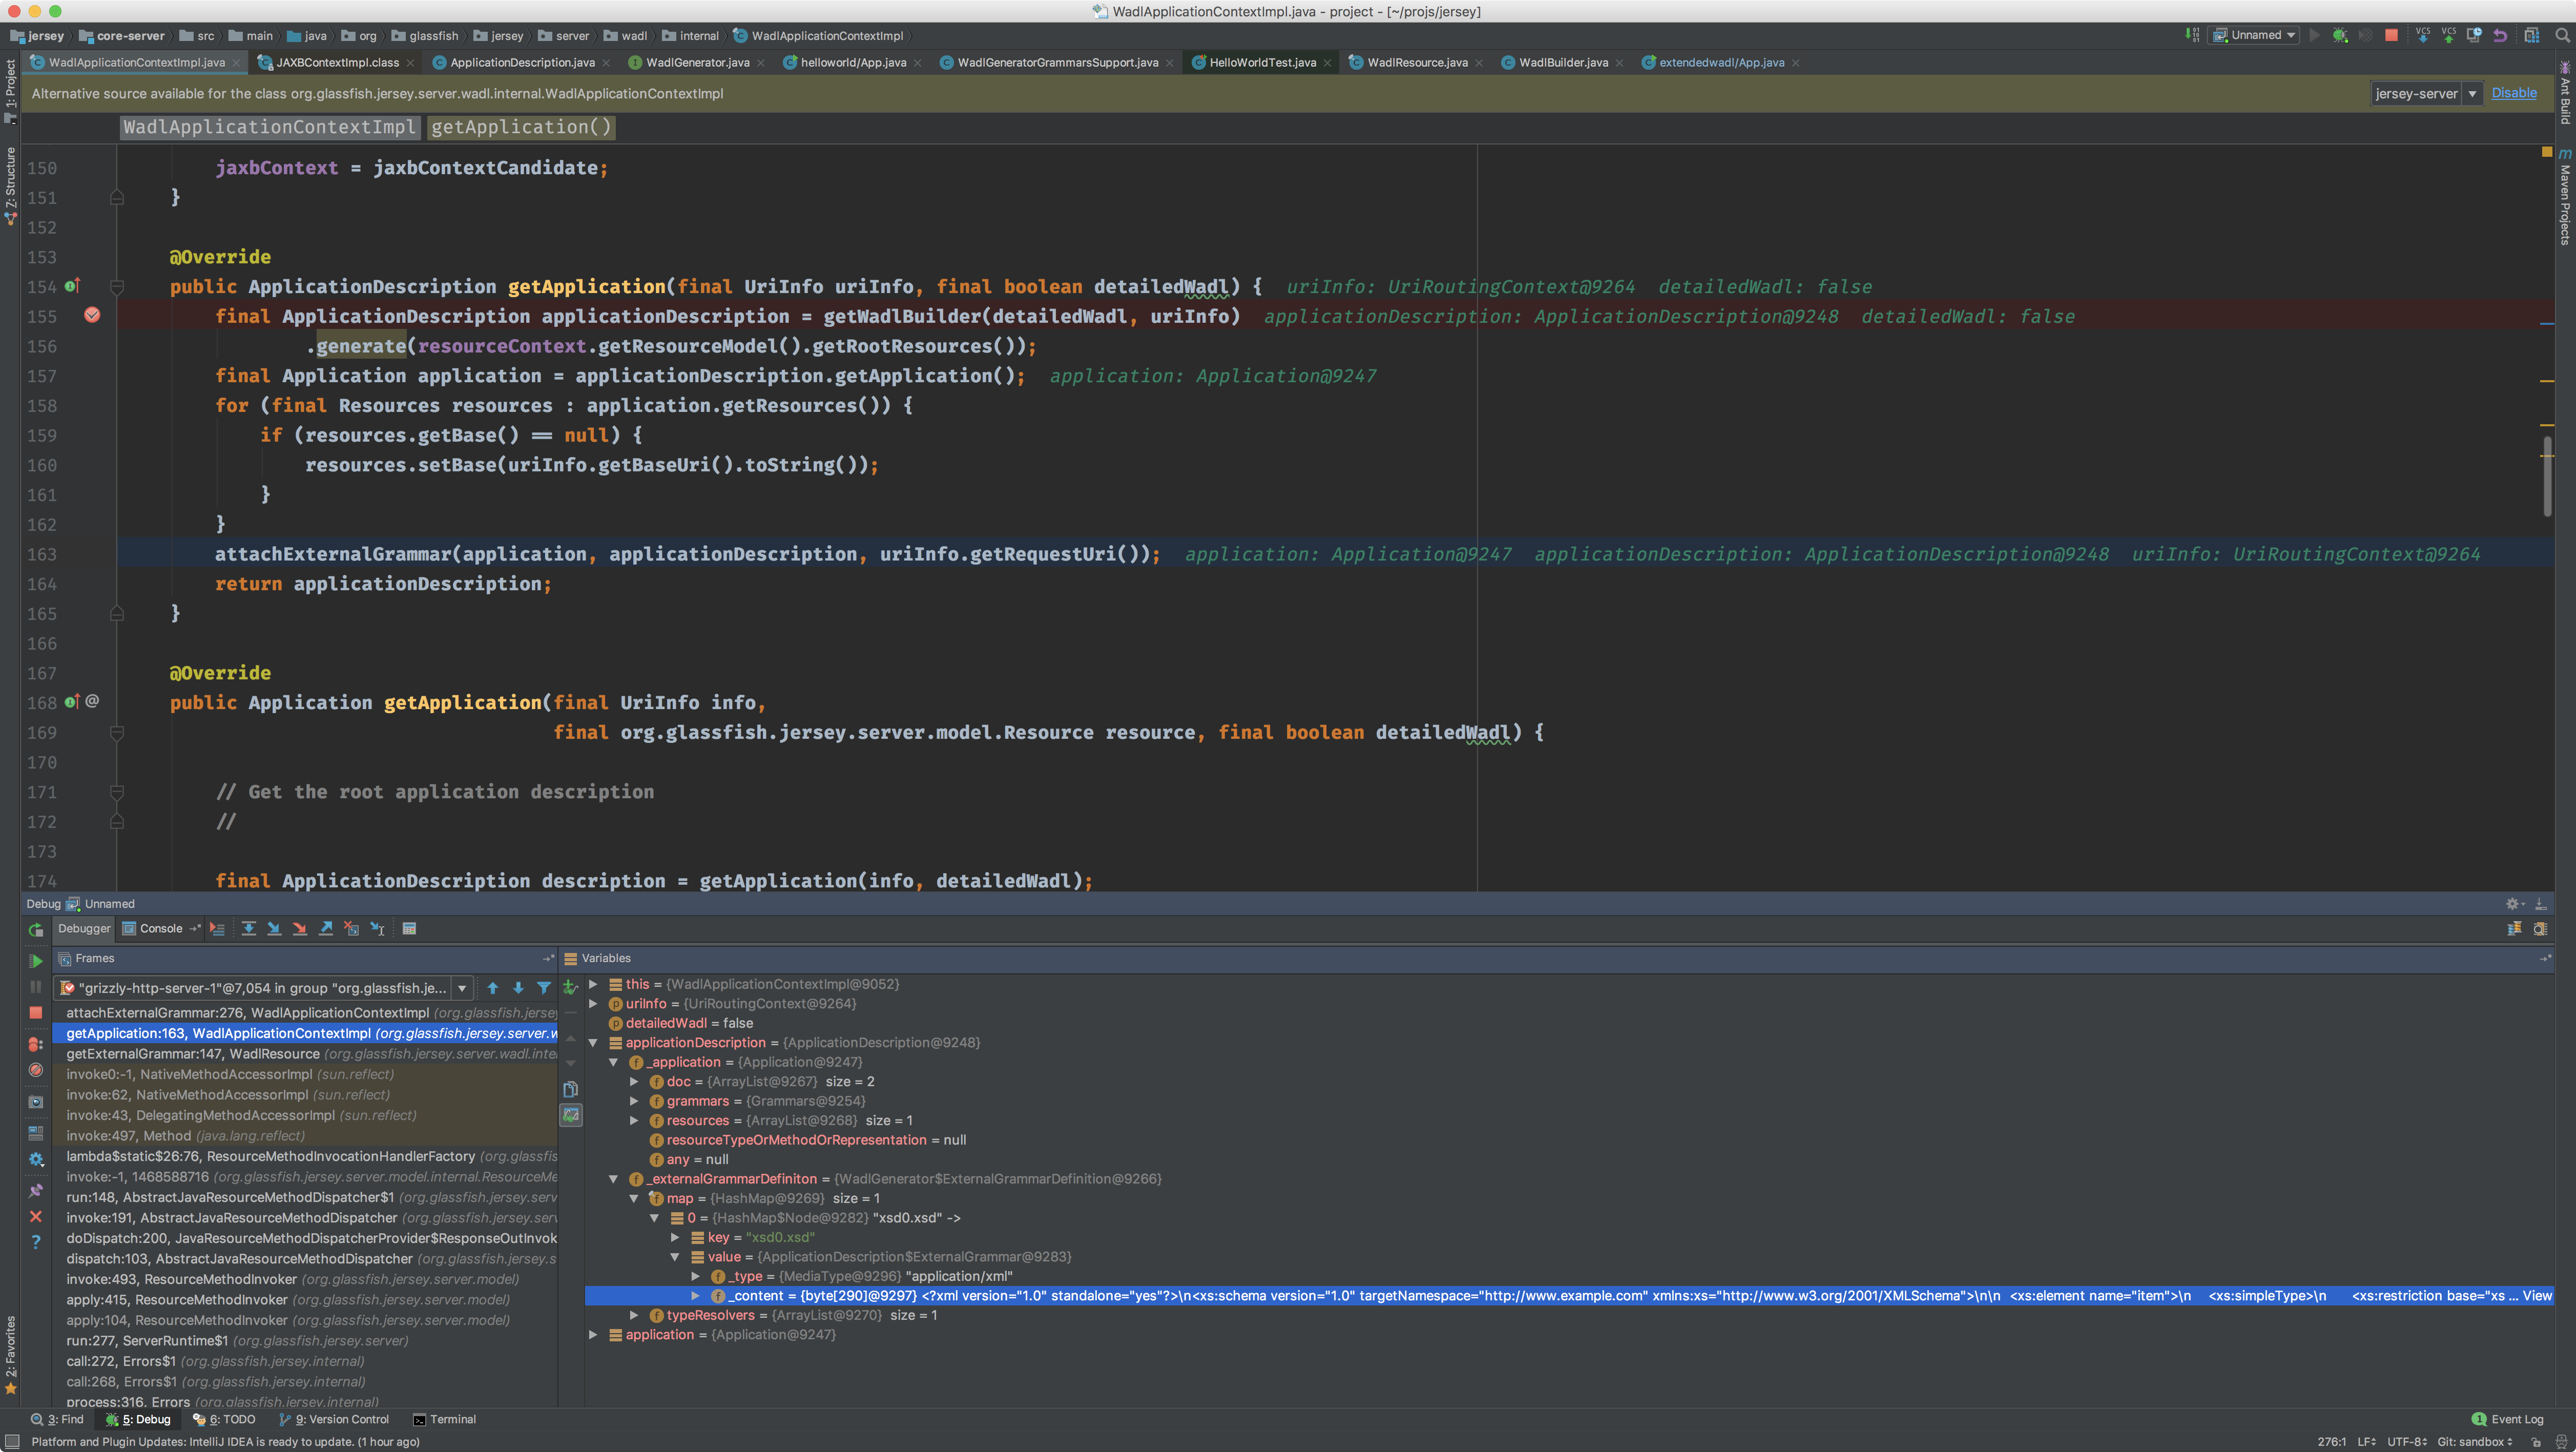 WadlApplicationContextImpl.java - project - [~/projs/jersey]
jersey core-server src main java org glassfish jersey server wadl internal WadlApplicationContextImpl Unnamed VCS VCS
WadlApplicationContextImpl.java JAXBContextImpl.class ApplicationDescription.java WadlGenerator.java helloworld/App.java WadlGeneratorGrammarsSupport.java HelloWorldTest.java WadlResource.java WadlBuilder.java extendedwadl/App.java
Alternative source available for the class org.glassfish.jersey.server.wadl.internal.WadlApplicationContextImpl jersey-server Disable
WadlApplicationContextImpl getApplication()
1: Project
Z: Structure
2: Favorites
Ant Build
Maven Projects
150 jaxbContext = jaxbContextCandidate;
151 }
152
153 @Override
154 public ApplicationDescription getApplication(final UriInfo uriInfo, final boolean detailedWadl) { uriInfo: UriRoutingContext@9264 detailedWadl: false
155 final ApplicationDescription applicationDescription = getWadlBuilder(detailedWadl, uriInfo) applicationDescription: ApplicationDescription@9248 detailedWadl: false
156 .generate(resourceContext.getResourceModel().getRootResources());
157 final Application application = applicationDescription.getApplication(); application: Application@9247
158 for (final Resources resources : application.getResources()) {
159 if (resources.getBase() == null) {
160 resources.setBase(uriInfo.getBaseUri().toString());
161 }
162 }
163 attachExternalGrammar(application, applicationDescription, uriInfo.getRequestUri()); application: Application@9247 applicationDescription: ApplicationDescription@9248 uriInfo: UriRoutingContext@9264
164 return applicationDescription;
165 }
166
167 @Override
168 @ public Application getApplication(final UriInfo info,
169 final org.glassfish.jersey.server.model.Resource resource, final boolean detailedWadl) {
170
171 // Get the root application description
172 //
173
174 final ApplicationDescription description = getApplication(info, detailedWadl);
Debug Unnamed
Debugger Console
Frames
"grizzly-http-server-1"@7,054 in group "org.glassfish.je...
attachExternalGrammar:276, WadlApplicationContextImpl (org.glassfish.jersey
getApplication:163, WadlApplicationContextImpl (org.glassfish.jersey.server.w
getExternalGrammar:147, WadlResource (org.glassfish.jersey.server.wadl.inte
invoke0:-1, NativeMethodAccessorImpl (sun.reflect)
invoke:62, NativeMethodAccessorImpl (sun.reflect)
invoke:43, DelegatingMethodAccessorImpl (sun.reflect)
invoke:497, Method (java.lang.reflect)
lambda$static$26:76, ResourceMethodInvocationHandlerFactory (org.glassfis
invoke:-1, 1468588716 (org.glassfish.jersey.server.model.internal.ResourceMe
run:148, AbstractJavaResourceMethodDispatcher$1 (org.glassfish.jersey.serv
invoke:191, AbstractJavaResourceMethodDispatcher (org.glassfish.jersey.serv
doDispatch:200, JavaResourceMethodDispatcherProvider$ResponseOutInvok
dispatch:103, AbstractJavaResourceMethodDispatcher (org.glassfish.jersey.s
invoke:493, ResourceMethodInvoker (org.glassfish.jersey.server.model)
apply:415, ResourceMethodInvoker (org.glassfish.jersey.server.model)
apply:104, ResourceMethodInvoker (org.glassfish.jersey.server.model)
run:277, ServerRuntime$1 (org.glassfish.jersey.server)
call:272, Errors$1 (org.glassfish.jersey.internal)
call:268, Errors$1 (org.glassfish.jersey.internal)
process:316, Errors (org.glassfish.jersey.internal)
Variables
this = {WadlApplicationContextImpl@9052}
uriInfo = {UriRoutingContext@9264}
detailedWadl = false
applicationDescription = {ApplicationDescription@9248}
_application = {Application@9247}
doc = {ArrayList@9267} size = 2
grammars = {Grammars@9254}
resources = {ArrayList@9268} size = 1
resourceTypeOrMethodOrRepresentation = null
any = null
_externalGrammarDefiniton = {WadlGenerator$ExternalGrammarDefinition@9266}
map = {HashMap@9269} size = 1
0 = {HashMap$Node@9282} "xsd0.xsd" ->
key = "xsd0.xsd"
value = {ApplicationDescription$ExternalGrammar@9283}
_type = {MediaType@9296} "application/xml"
_content = {byte[290]@9297} <?xml version="1.0" standalone="yes"?>\n<xs:schema version="1.0" targetNamespace="http://www.example.com" xmlns:xs="http://www.w3.org/2001/XMLSchema">\n\n <xs:element name="item">\n <xs:simpleType>\n <xs:restriction base="xs ... View
typeResolvers = {ArrayList@9270} size = 1
application = {Application@9247}
3: Find 5: Debug 6: TODO 9: Version Control Terminal 1 Event Log
Platform and Plugin Updates: IntelliJ IDEA is ready to update. (1 hour ago) 276:1 LF UTF-8 Git: sandbox